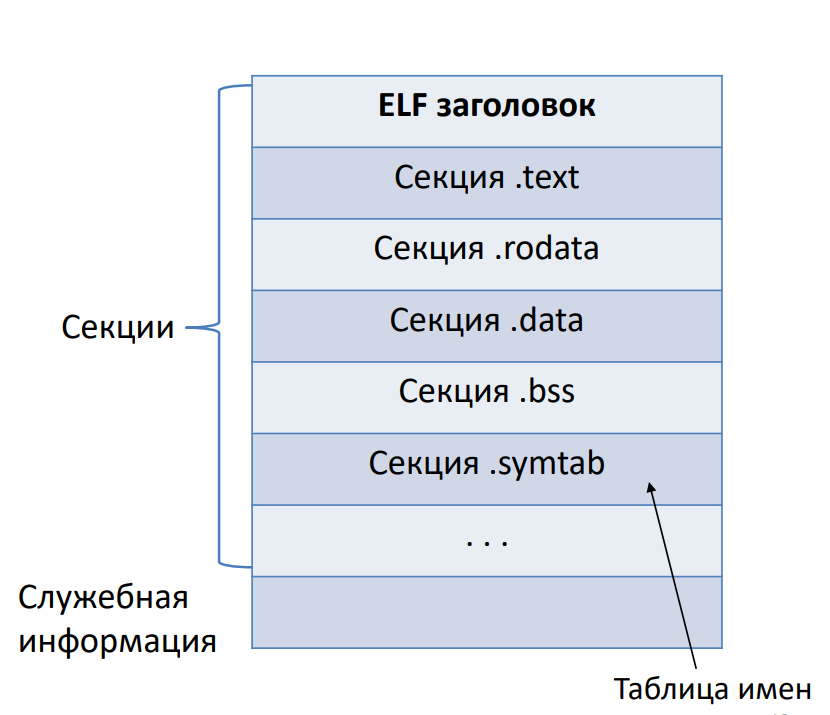 ELF заголовок
Секция .text
Секция .rodata
Секции
Секция .data
Секция .bss
Секция .symtab
. . .
Служебная
информация
Таблица имен